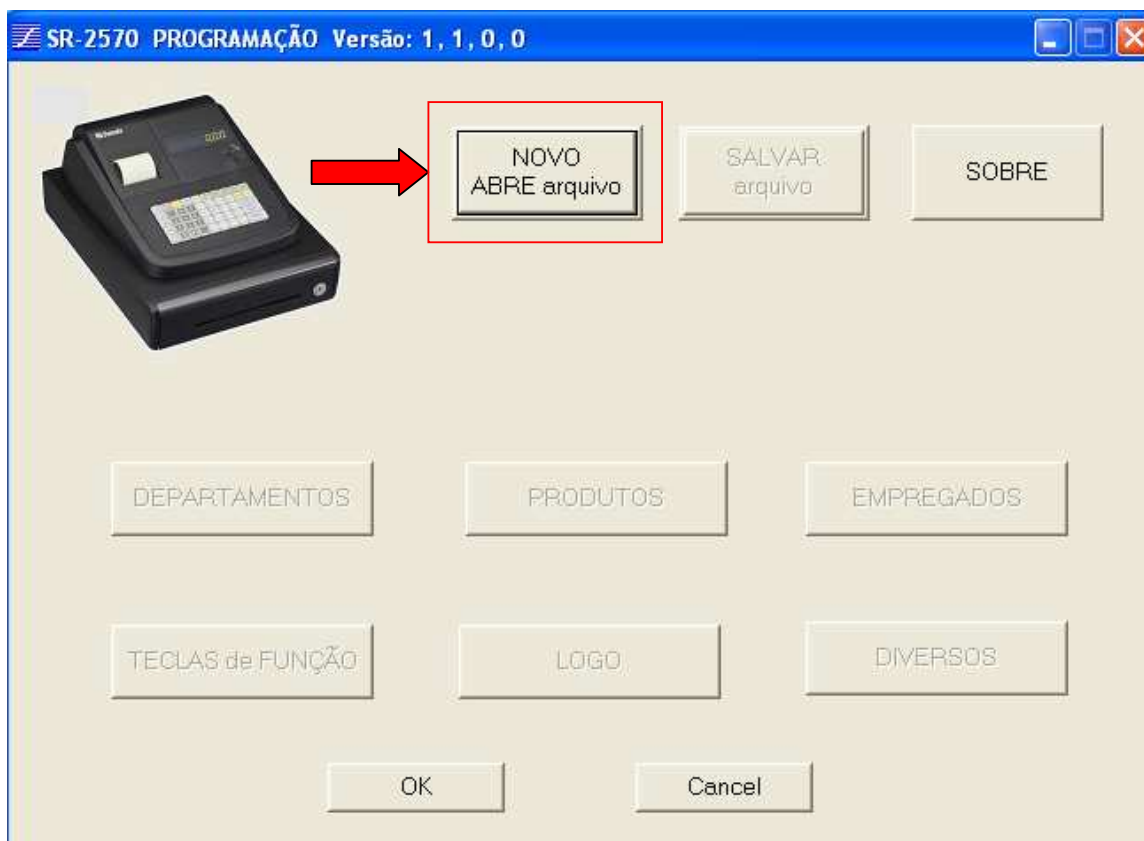 SR-2570 PROGRAMAÇÃO Versão: 1, 1, 0, 0
NOVO
ABRE arquivo
SALVAR
arquivo
SOBRE
DEPARTAMENTOS
PRODUTOS
EMPREGADOS
TECLAS de FUNÇÃO
LOGO
DIVERSOS
OK
Cancel